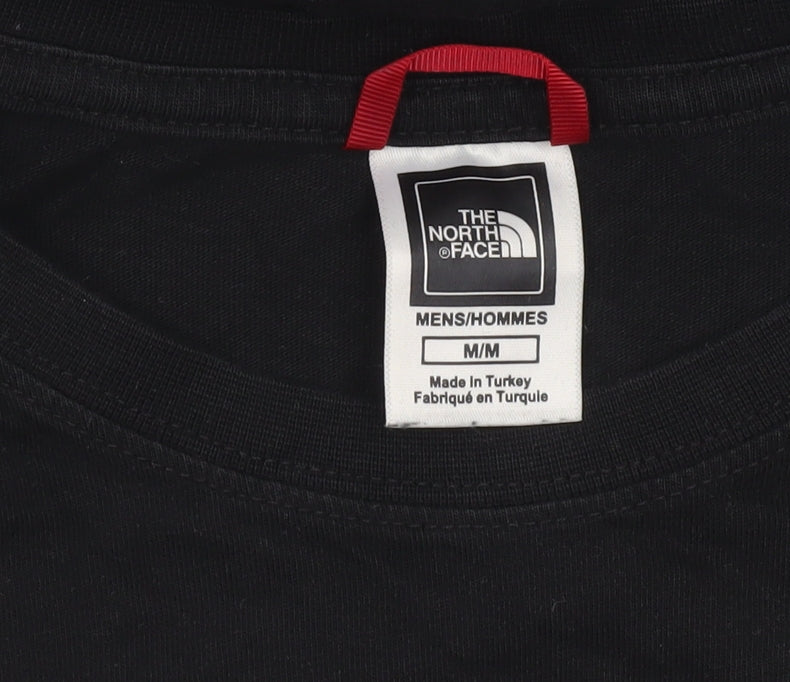 THE
NORTH
® FACE
MENS/HOMMES
M/M
Made in Turkey
Fabriqué en Turquie